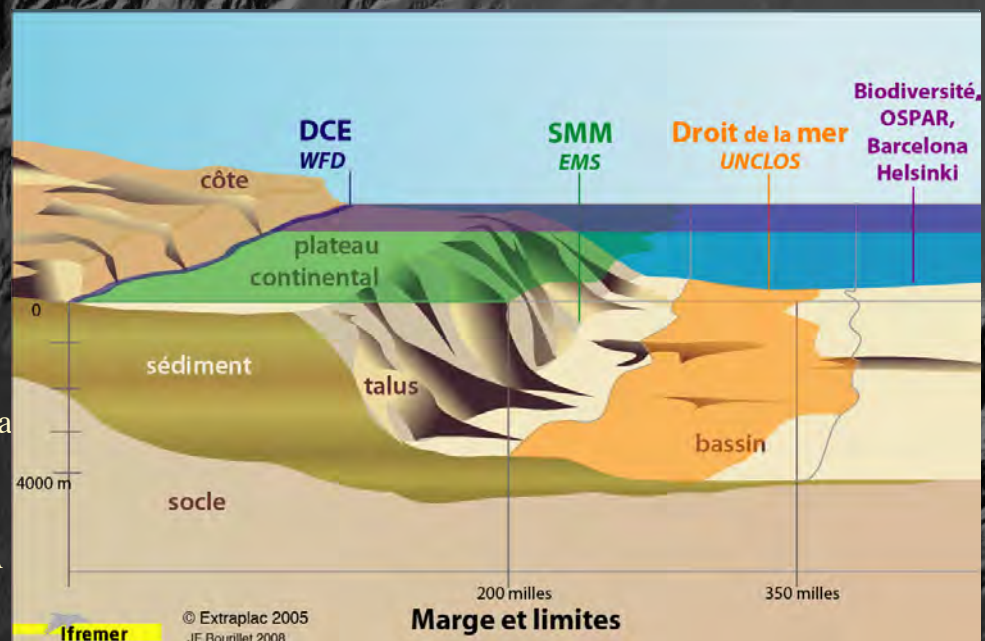 Biodiversité,
OSPAR,
Barcelona
Helsinki
DCE
WFD
SMM
EMS
Droit de la mer
UNCLOS
côte
plateau
continental
0
sédiment
talus
a
bassin
4000 m
socle
200 milles
350 milles
© Extraplac 2005
Marge et limites
Ifremer
JF Bourillet 2008